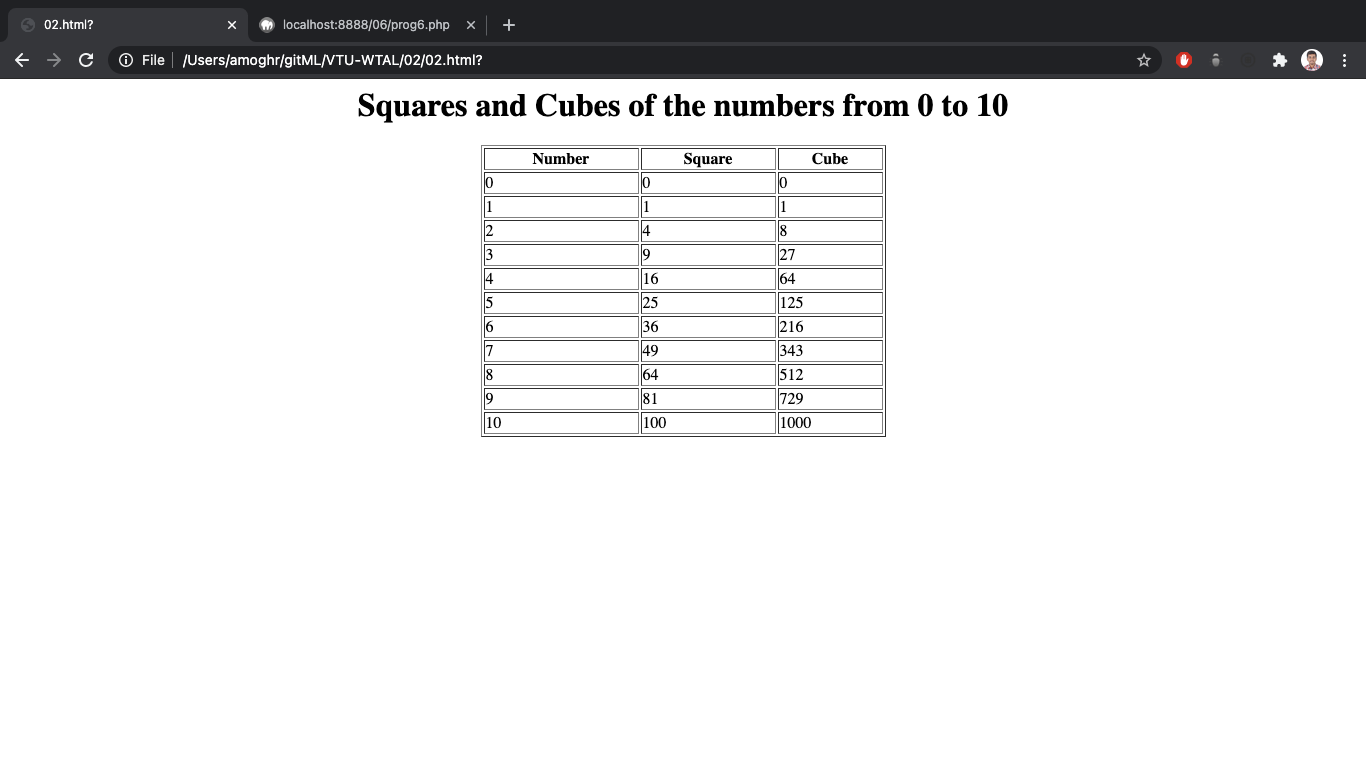 02.html?
localhost:8888/06/prog6.php
File /Users/amoghr/gitML/VTU-WTAL/02/02.html?
Squares and Cubes of the numbers from 0 to 10
Number Square Cube
0 0 0
1 1 1
2 4 8
3 9 27
4 16 64
5 25 125
6 36 216
7 49 343
8 64 512
9 81 729
10 100 1000